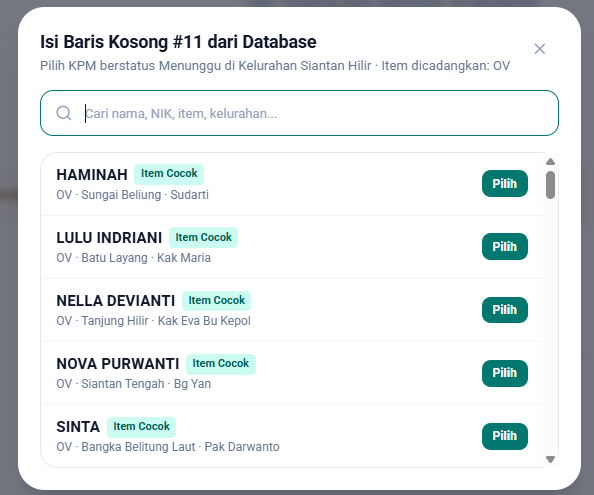 Isi Baris Kosong #11 dari Database
Pilih KPM berstatus Menunggu di Kelurahan Siantan Hilir · Item dicadangkan: OV
Cari nama, NIK, item, kelurahan...
HAMINAH Item Cocok
OV · Sungai Beliung · Sudarti
Pilih
LULU INDRIANI Item Cocok
OV · Batu Layang · Kak Maria
Pilih
NELLA DEVIANTI Item Cocok
OV · Tanjung Hilir · Kak Eva Bu Kepol
Pilih
NOVA PURWANTI Item Cocok
OV · Siantan Tengah · Bg Yan
Pilih
SINTA Item Cocok
OV · Bangka Belitung Laut · Pak Darwanto
Pilih